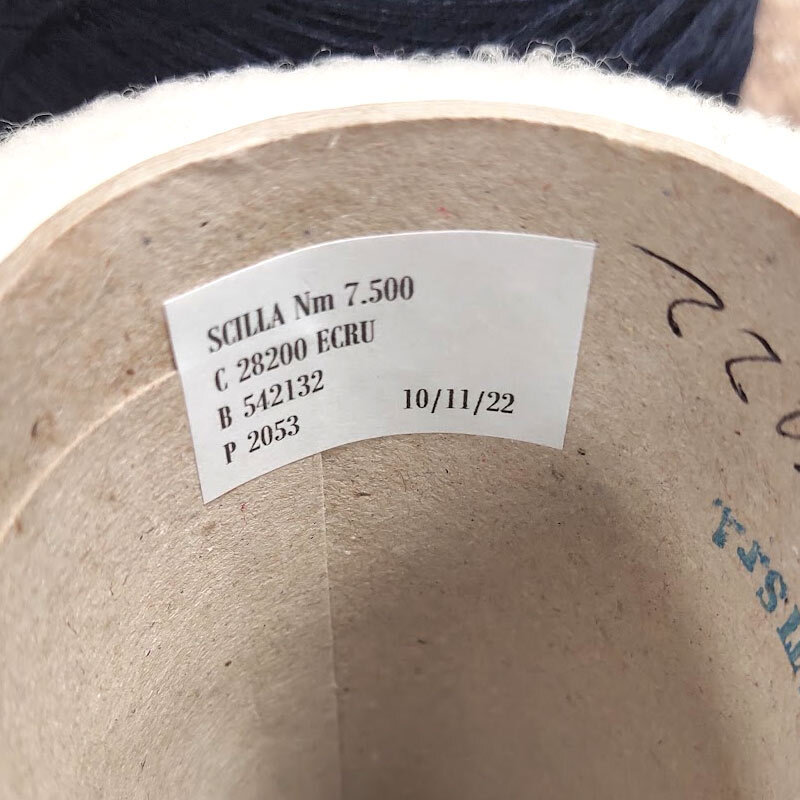 SCILLA Nm 7.500
C 28200 ECRU
B 542132
P 2053 10/11/22